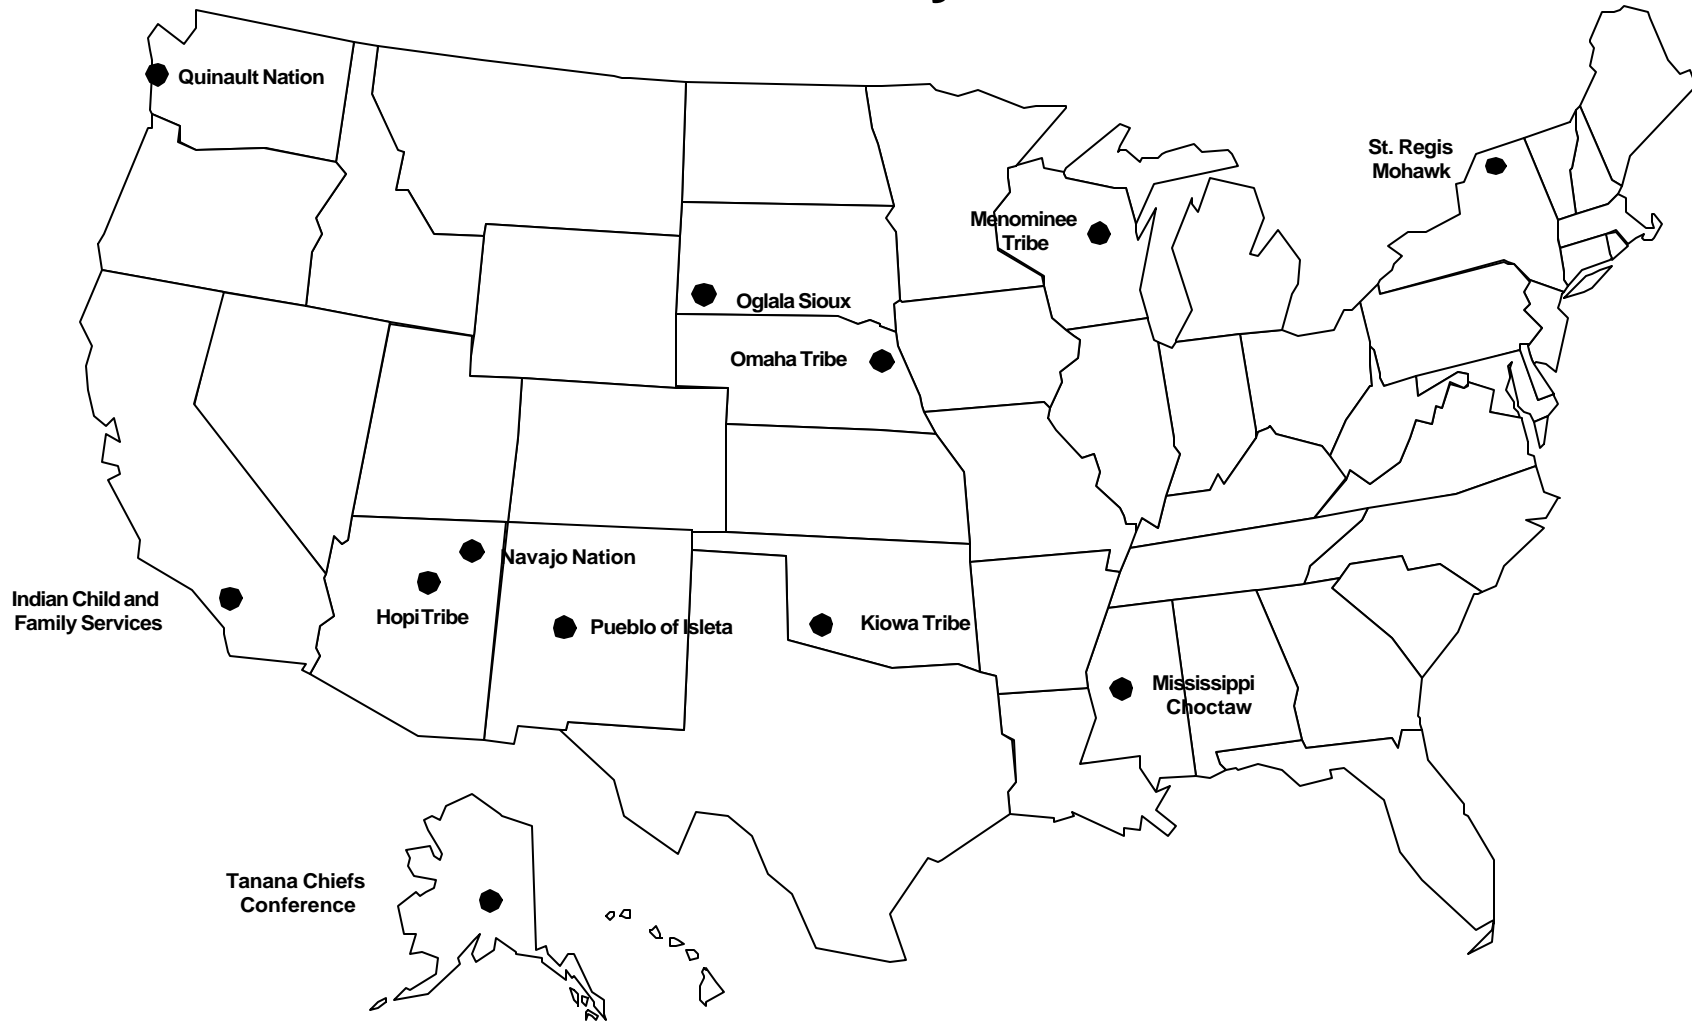 Quinault Nation
St. Regis
Mohawk
Menominee
Tribe
Oglala Sioux
Omaha Tribe
Navajo Nation
Indian Child and
Family Services
Hopi Tribe
Pueblo of Isleta
Kiowa Tribe
Mississippi
Choctaw
Tanana Chiefs
Conference